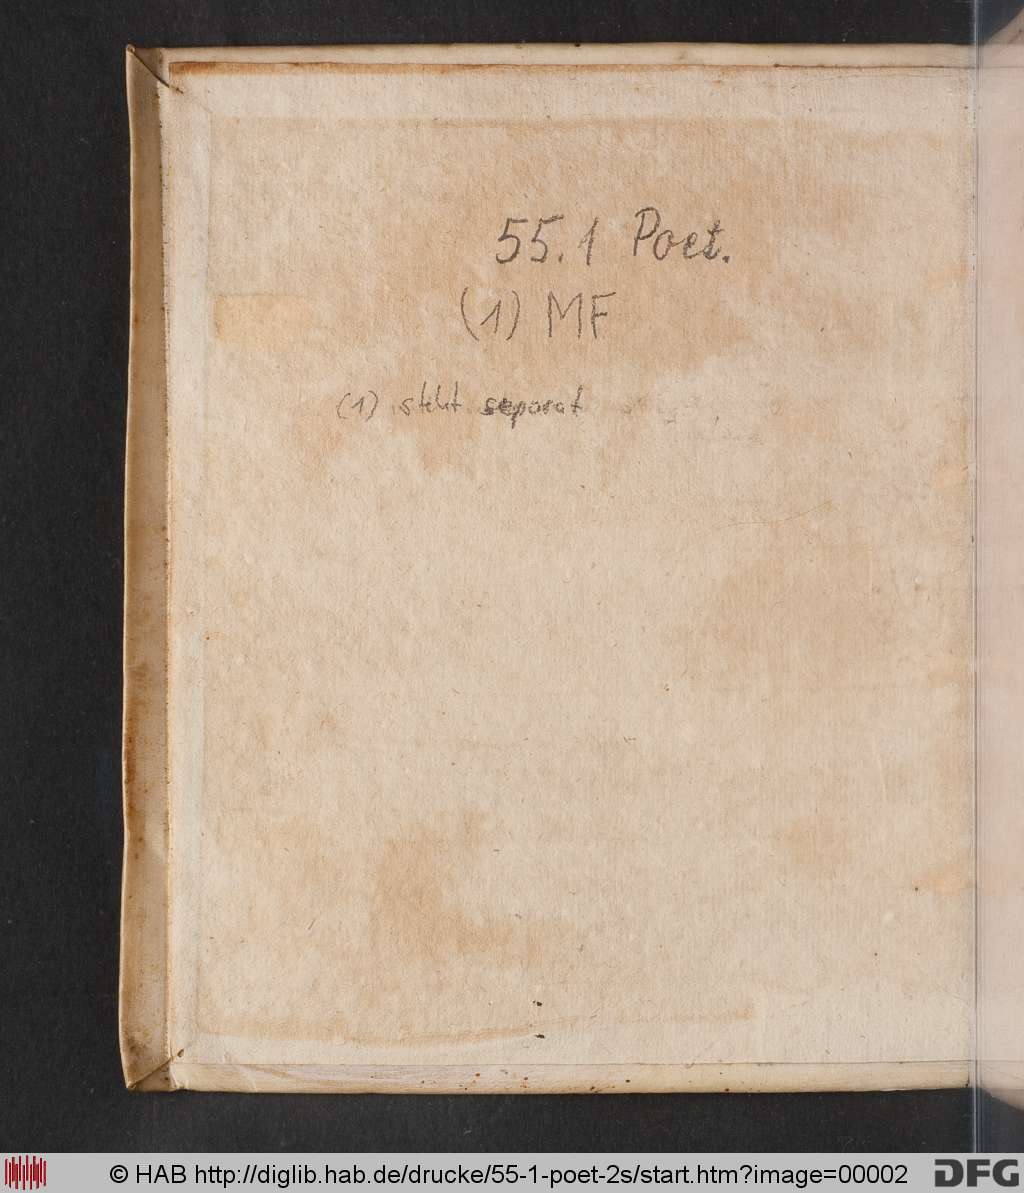 55.1 Poet.
(1) MF
(1) steht separat
© HAB http://diglib.hab.de/drucke/55-1-poet-2s/start.htm?image=00002
DFG